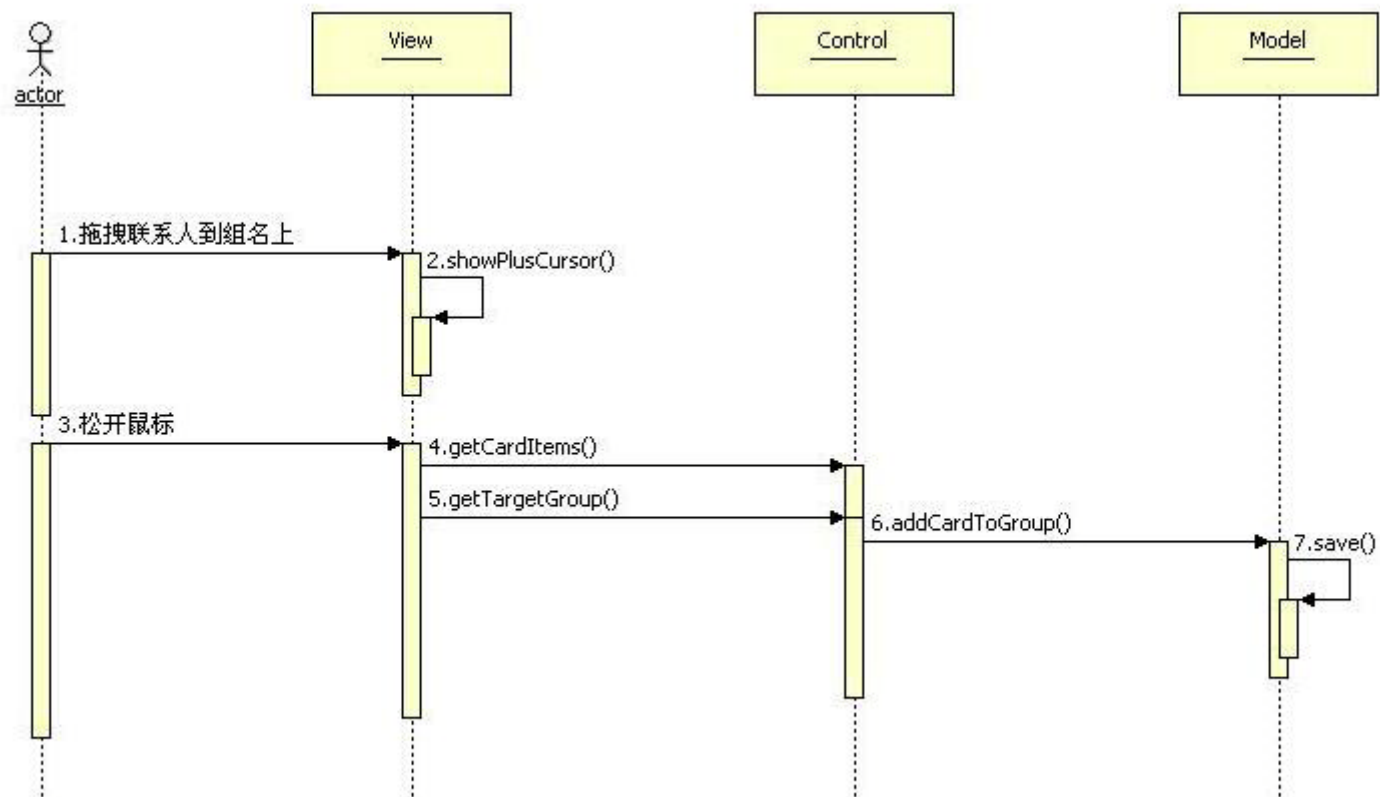 actor
View
Control
Model
1.拖拽联系人到组名上
2.showPlusCursor()
3.松开鼠标
4.getCardItems()
5.getTargetGroup()
6.addCardToGroup()
7.save()